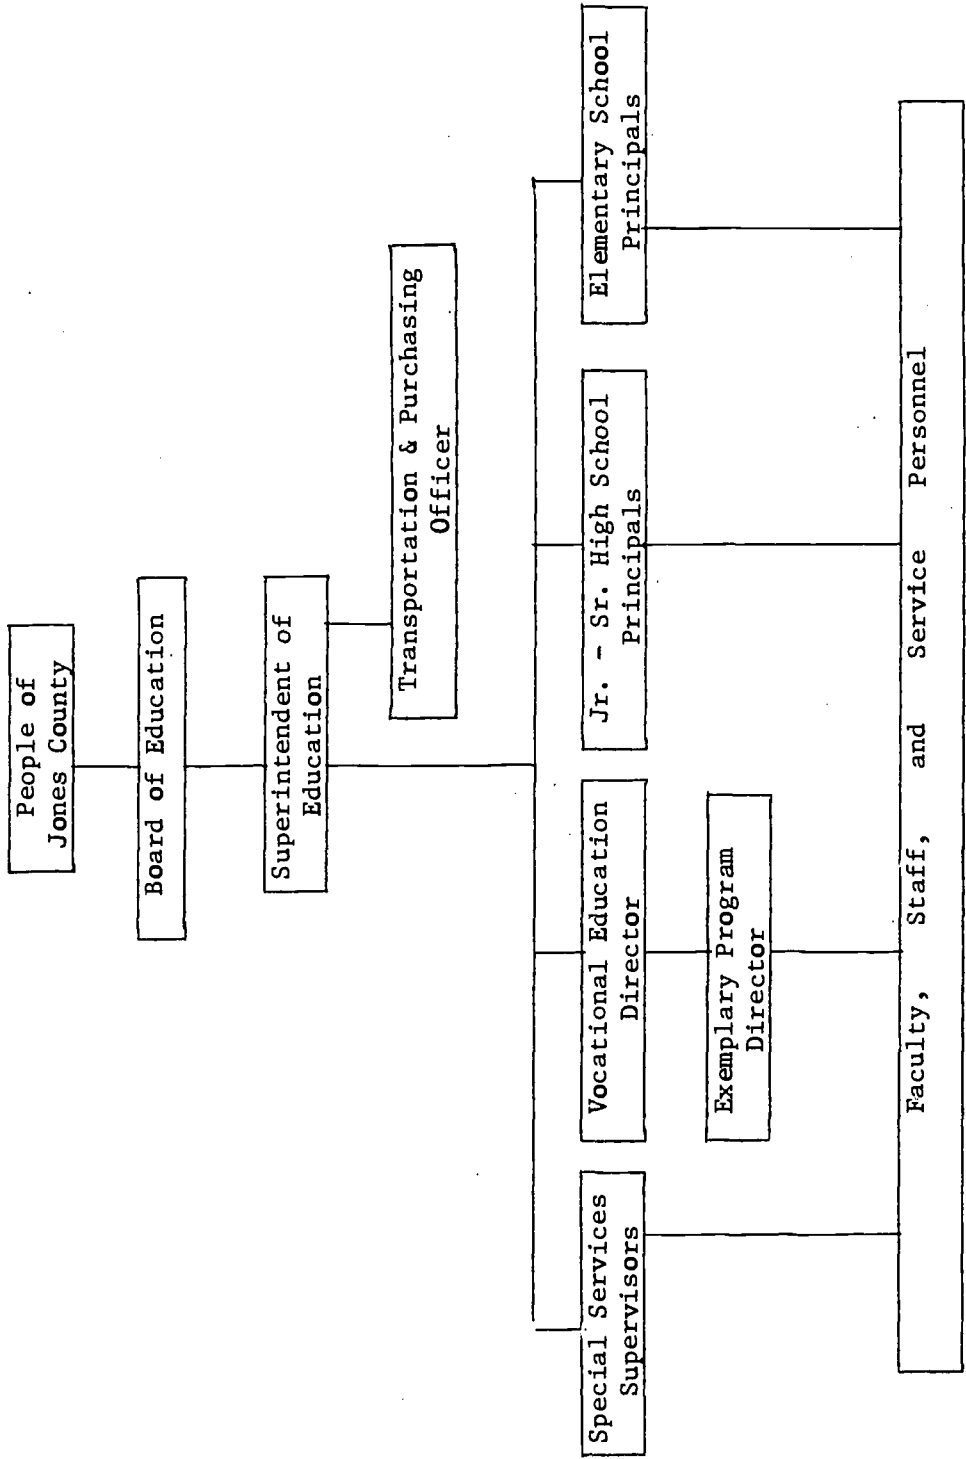 People of
Jones County
Board of Education
Superintendent of
Education
Transportation & Purchasing
Officer
Special Services
Supervisors
Vocational Education
Director
Jr. - Sr. High School
Principals
Elementary School
Principals
Exemplary Program
Director
Faculty, Staff, and Service Personnel